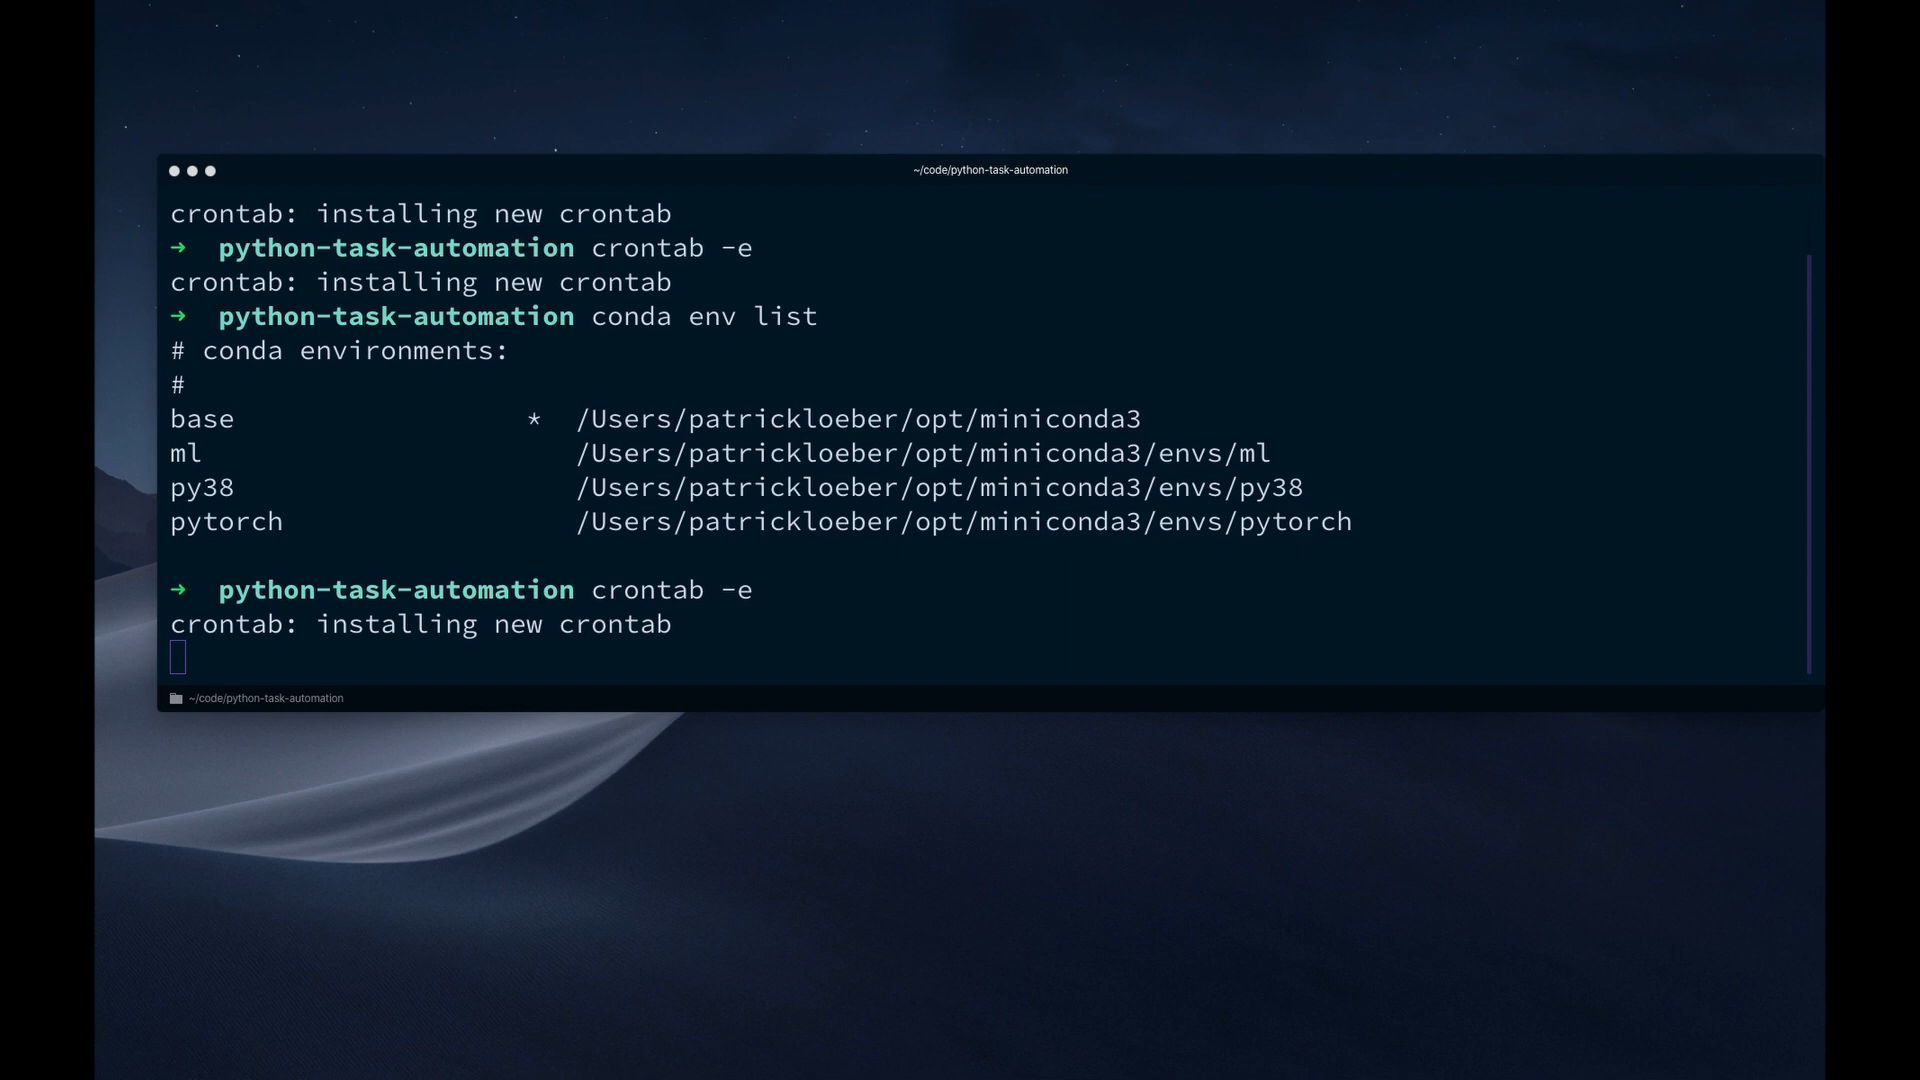 ~/code/python-task-automation
crontab: installing new crontab
➜ python-task-automation crontab -e
crontab: installing new crontab
➜ python-task-automation conda env list
# conda environments:
#
base * /Users/patrickloeber/opt/miniconda3
ml /Users/patrickloeber/opt/miniconda3/envs/ml
py38 /Users/patrickloeber/opt/miniconda3/envs/py38
pytorch /Users/patrickloeber/opt/miniconda3/envs/pytorch
➜ python-task-automation crontab -e
crontab: installing new crontab
~/code/python-task-automation